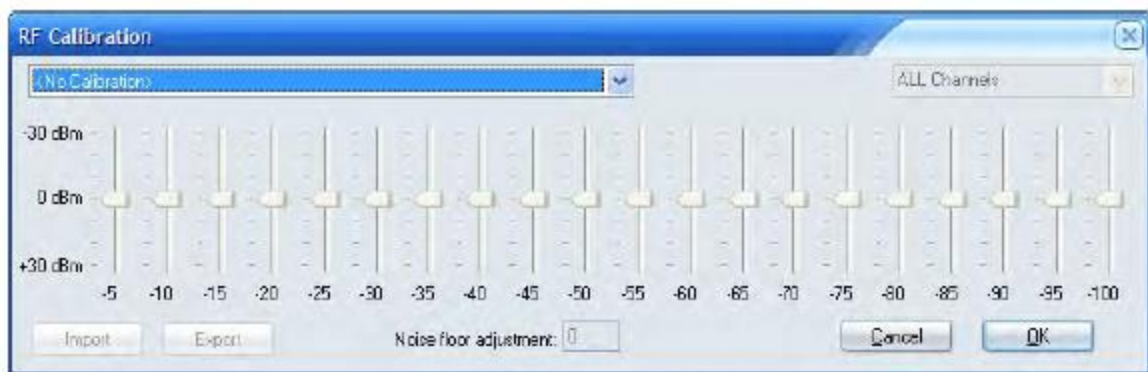 RF Calibration
<No Calibration>
ALL Channels
-30 dBm
0 dBm
+30 dBm
-5 -10 -15 -20 -25 -30 -35 -40 -45 -50 -55 -60 -65 -70 -75 -80 -85 -90 -95 -100
Import Export Noise floor adjustment: 0 Cancel OK